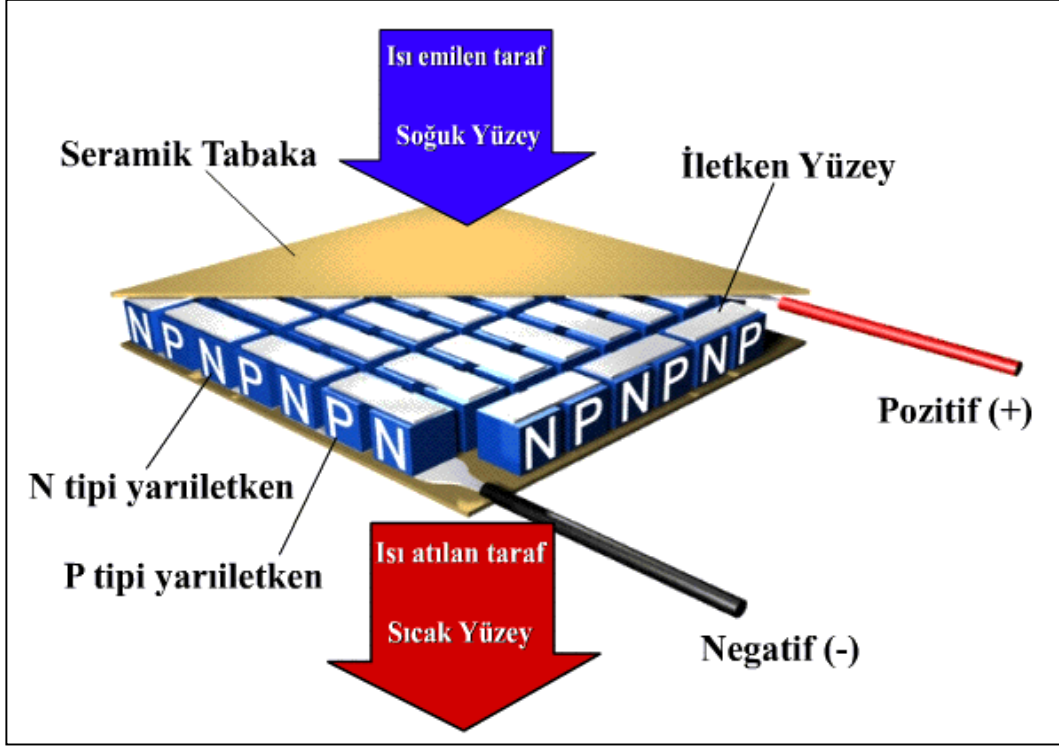 Isı emilen taraf
Soğuk Yüzey
Seramik Tabaka
İletken Yüzey
N P N P N P N
N P N P N P
Pozitif (+)
N tipi yarıiletken
P tipi yarıiletken
Isı atılan taraf
Sıcak Yüzey
Negatif (-)